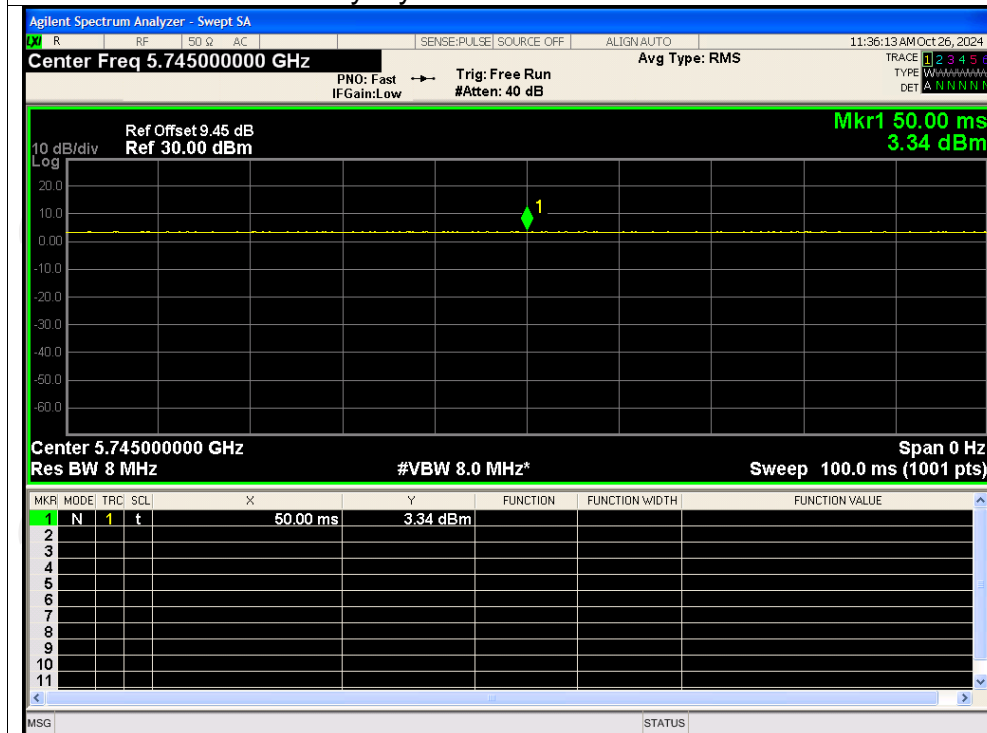 Agilent Spectrum Analyzer - Swept SA
LXI R RF 50 Ω AC SENSE:PULSE SOURCE OFF ALIGN AUTO 11:36:13 AM Oct 26, 2024
Center Freq 5.745000000 GHz
PNO: Fast
IFGain:Low
Trig: Free Run
#Atten: 40 dB
Avg Type: RMS
TRACE 1 2 3 4 5 6
TYPE
DET A N N N N N
Mkr1 50.00 ms
3.34 dBm
Ref Offset 9.45 dB
10 dB/div Ref 30.00 dBm
Log
20.0
10.0
0.00
-10.0
-20.0
-30.0
-40.0
-50.0
-60.0
1
Center 5.745000000 GHz Span 0 Hz
Res BW 8 MHz #VBW 8.0 MHz* Sweep 100.0 ms (1001 pts)
MKR MODE TRC SCL X Y FUNCTION FUNCTION WIDTH FUNCTION VALUE
1 N 1 t 50.00 ms 3.34 dBm
2
3
4
5
6
7
8
9
10
11
MSG STATUS